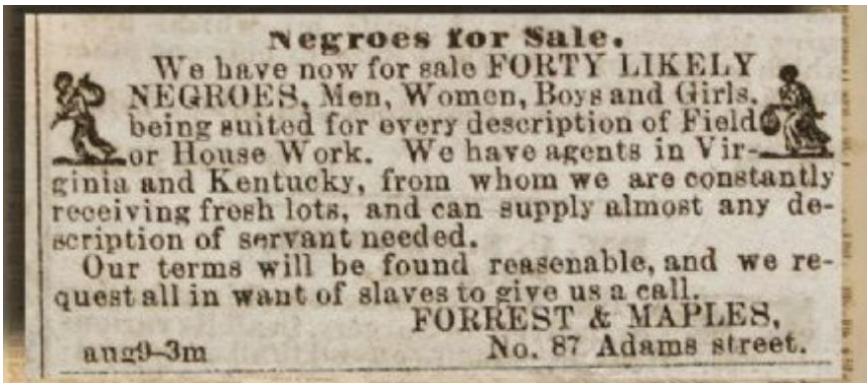 Negroes for Sale.
We have now for sale FORTY LIKELY
NEGROES, Men, Women, Boys and Girls,
being suited for every description of Field
or House Work. We have agents in Vir-
ginia and Kentucky, from whom we are constantly
receiving fresh lots, and can supply almost any de-
scription of servant needed.
Our terms will be found reasenable, and we re-
quest all in want of slaves to give us a call.
FORREST & MAPLES,
aug9-3m No. 87 Adams street.